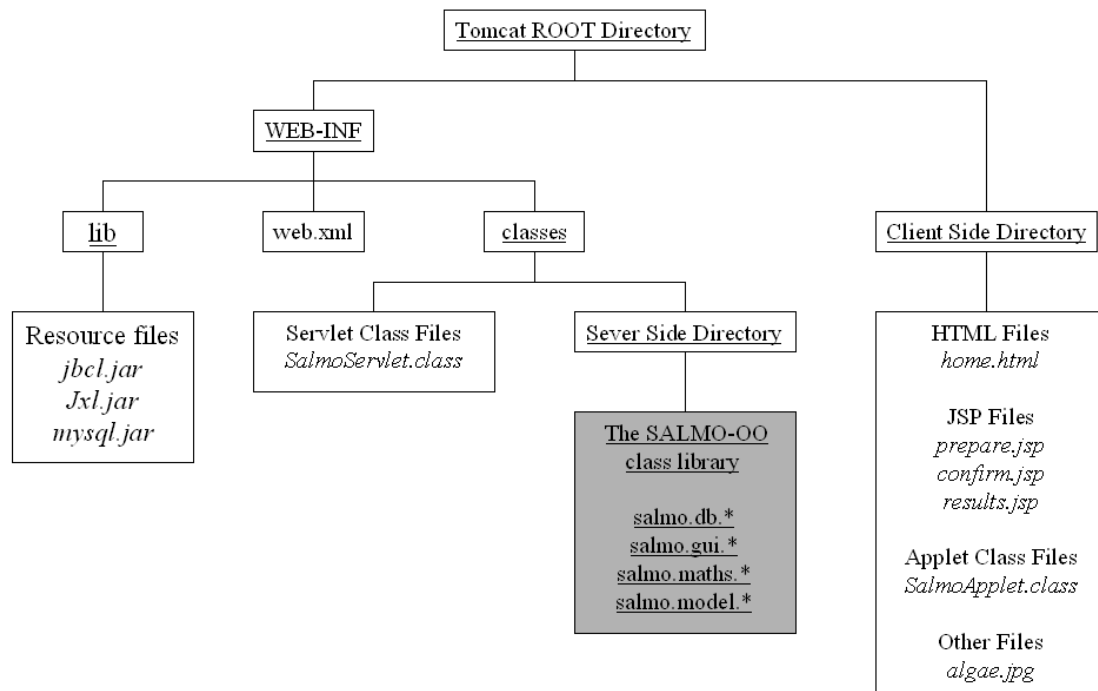 Tomcat ROOT Directory
WEB-INF
lib
web.xml
classes
Client Side Directory
Resource files
jbcl.jar
Jxl.jar
mysql.jar
Servlet Class Files
SalmoServlet.class
Sever Side Directory
The SALMO-OO
class library
salmo.db.*
salmo.gui.*
salmo.maths.*
salmo.model.*
HTML Files
home.html
JSP Files
prepare.jsp
confirm.jsp
results.jsp
Applet Class Files
SalmoApplet.class
Other Files
algae.jpg